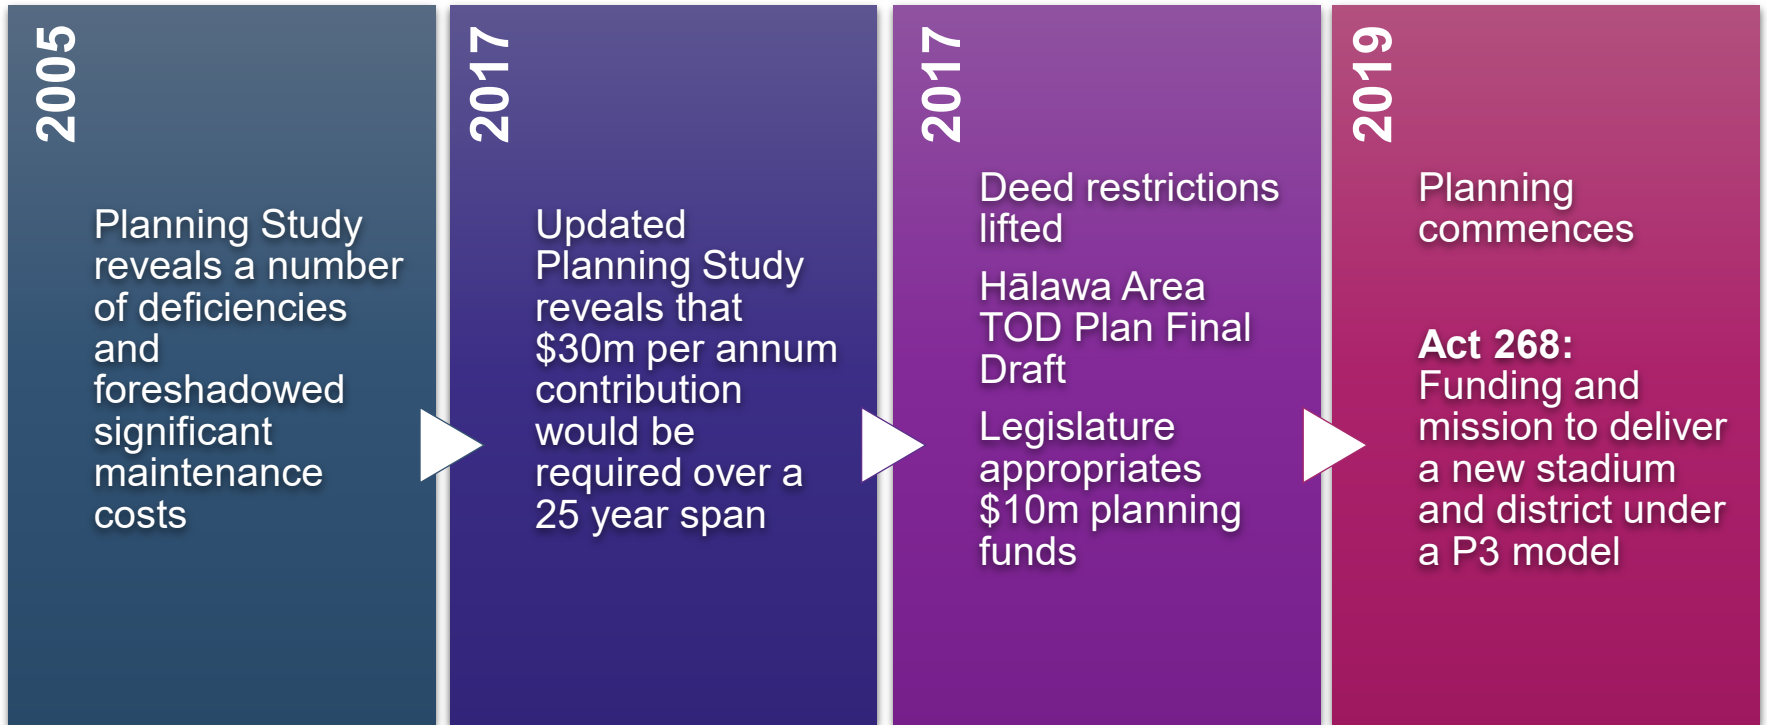 2005
Planning Study
reveals a number
of deficiencies
and
foreshadowed
significant
maintenance
costs
2017
Updated
Planning Study
reveals that
$30m per annum
contribution
would be
required over a
25 year span
2017
Deed restrictions
lifted
Hālawa Area
TOD Plan Final
Draft
Legislature
appropriates
$10m planning
funds
2019
Planning
commences
Act 268:
Funding and
mission to deliver
a new stadium
and district under
a P3 model